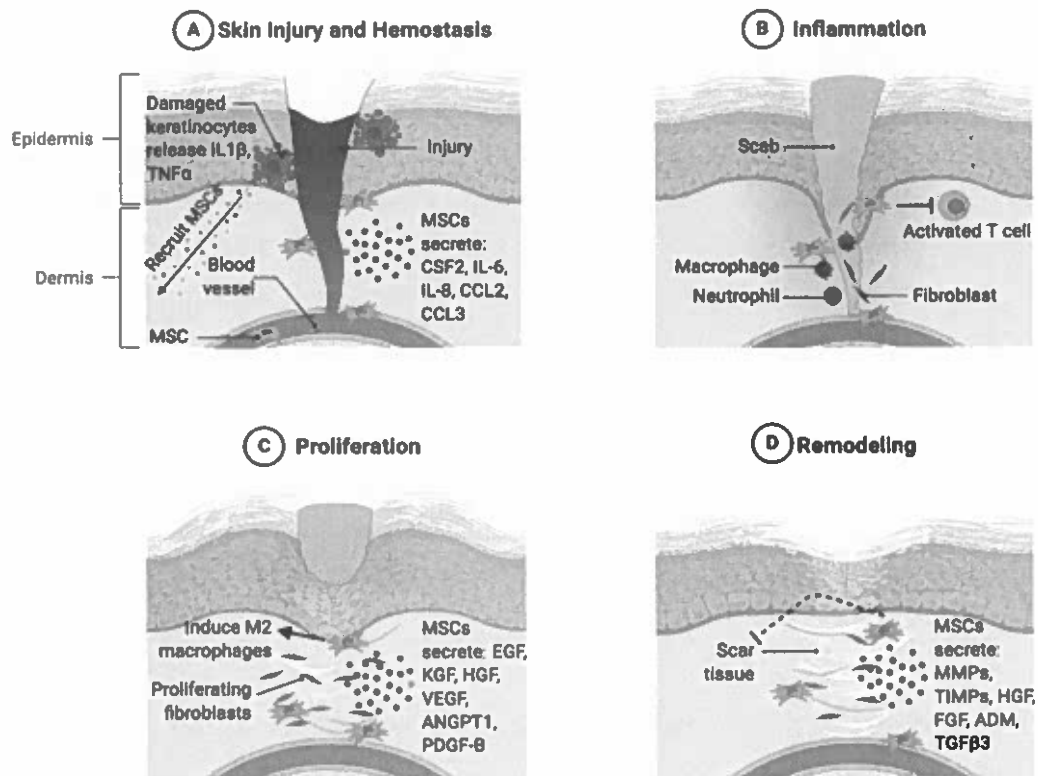 A Skin Injury and Hemostasis
Epidermis
Dermis
Damaged
keratinocytes
release IL1β,
TNFα
Injury
Recruit MSCs
MSCs
secrete:
CSF2, IL-6,
IL-8, CCL2,
CCL3
Blood
vessel
MSC
B Inflammation
Scab
Activated T cell
Macrophage
Neutrophil
Fibroblast
C Proliferation
Induce M2
macrophages
Proliferating
fibroblasts
MSCs
secrete: EGF,
KGF, HGF,
VEGF,
ANGPT1,
PDGF-B
D Remodeling
Scar
tissue
MSCs
secrete:
MMPs,
TIMPs, HGF,
FGF, ADM,
TGFβ3